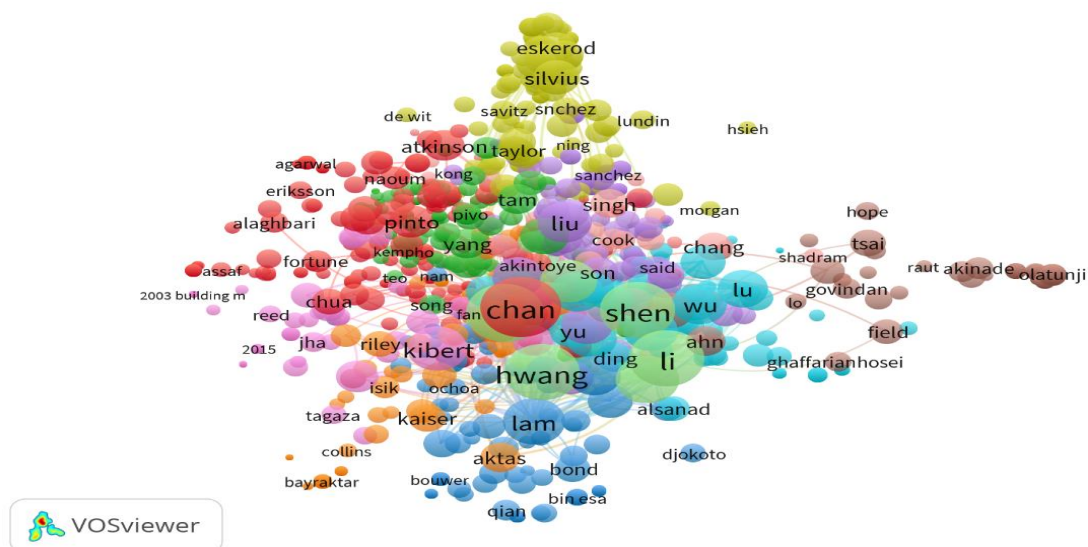 eskerod
silvius
de wit
savitz
snchez
lundin
hsieh
atkinson
taylor
ning
agarwal
naoum
kong
sanchez
eriksson
tam
singh
morgan
hope
alaghbari
pinto
pivo
liu
yang
cook
chang
tsai
kempho
shadram
assaf
fortune
teo
nam
akintoye
son
said
raut
akinade
olatunji
2003 building m
chua
song
fan
chan
shen
wu
lu
govindan
lo
reed
yu
field
2015
jha
riley
kibert
ding
ahn
li
ghaffarianhosei
isik
ochoa
hwang
tagaza
kaiser
lam
alsanad
collins
aktas
bond
djokoto
bayraktar
bouwer
bin esa
qian
VOSviewer